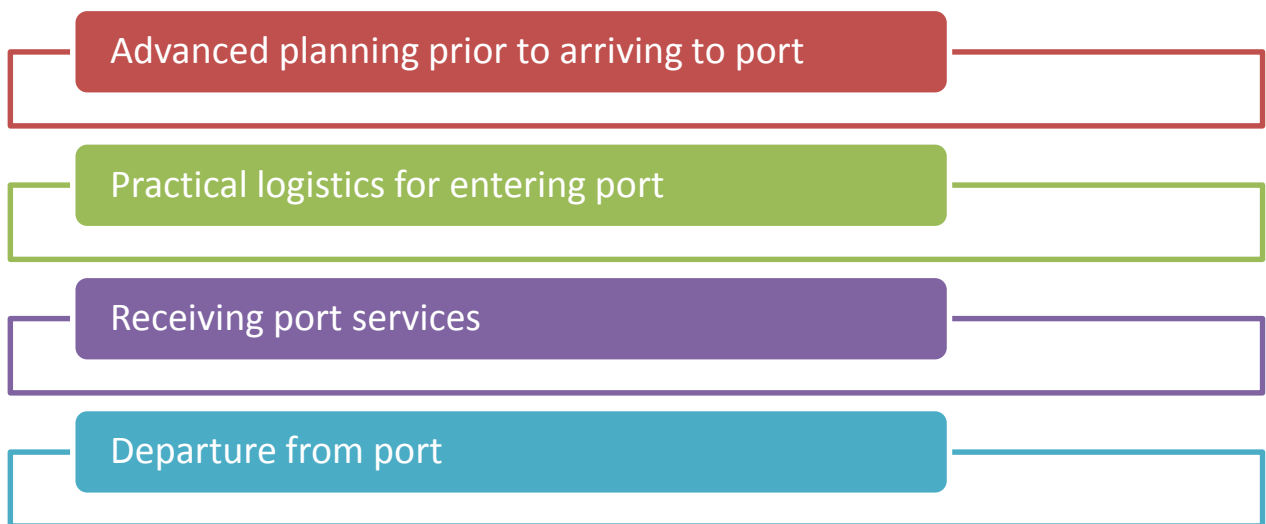 Advanced planning prior to arriving to port
Practical logistics for entering port
Receiving port services
Departure from port